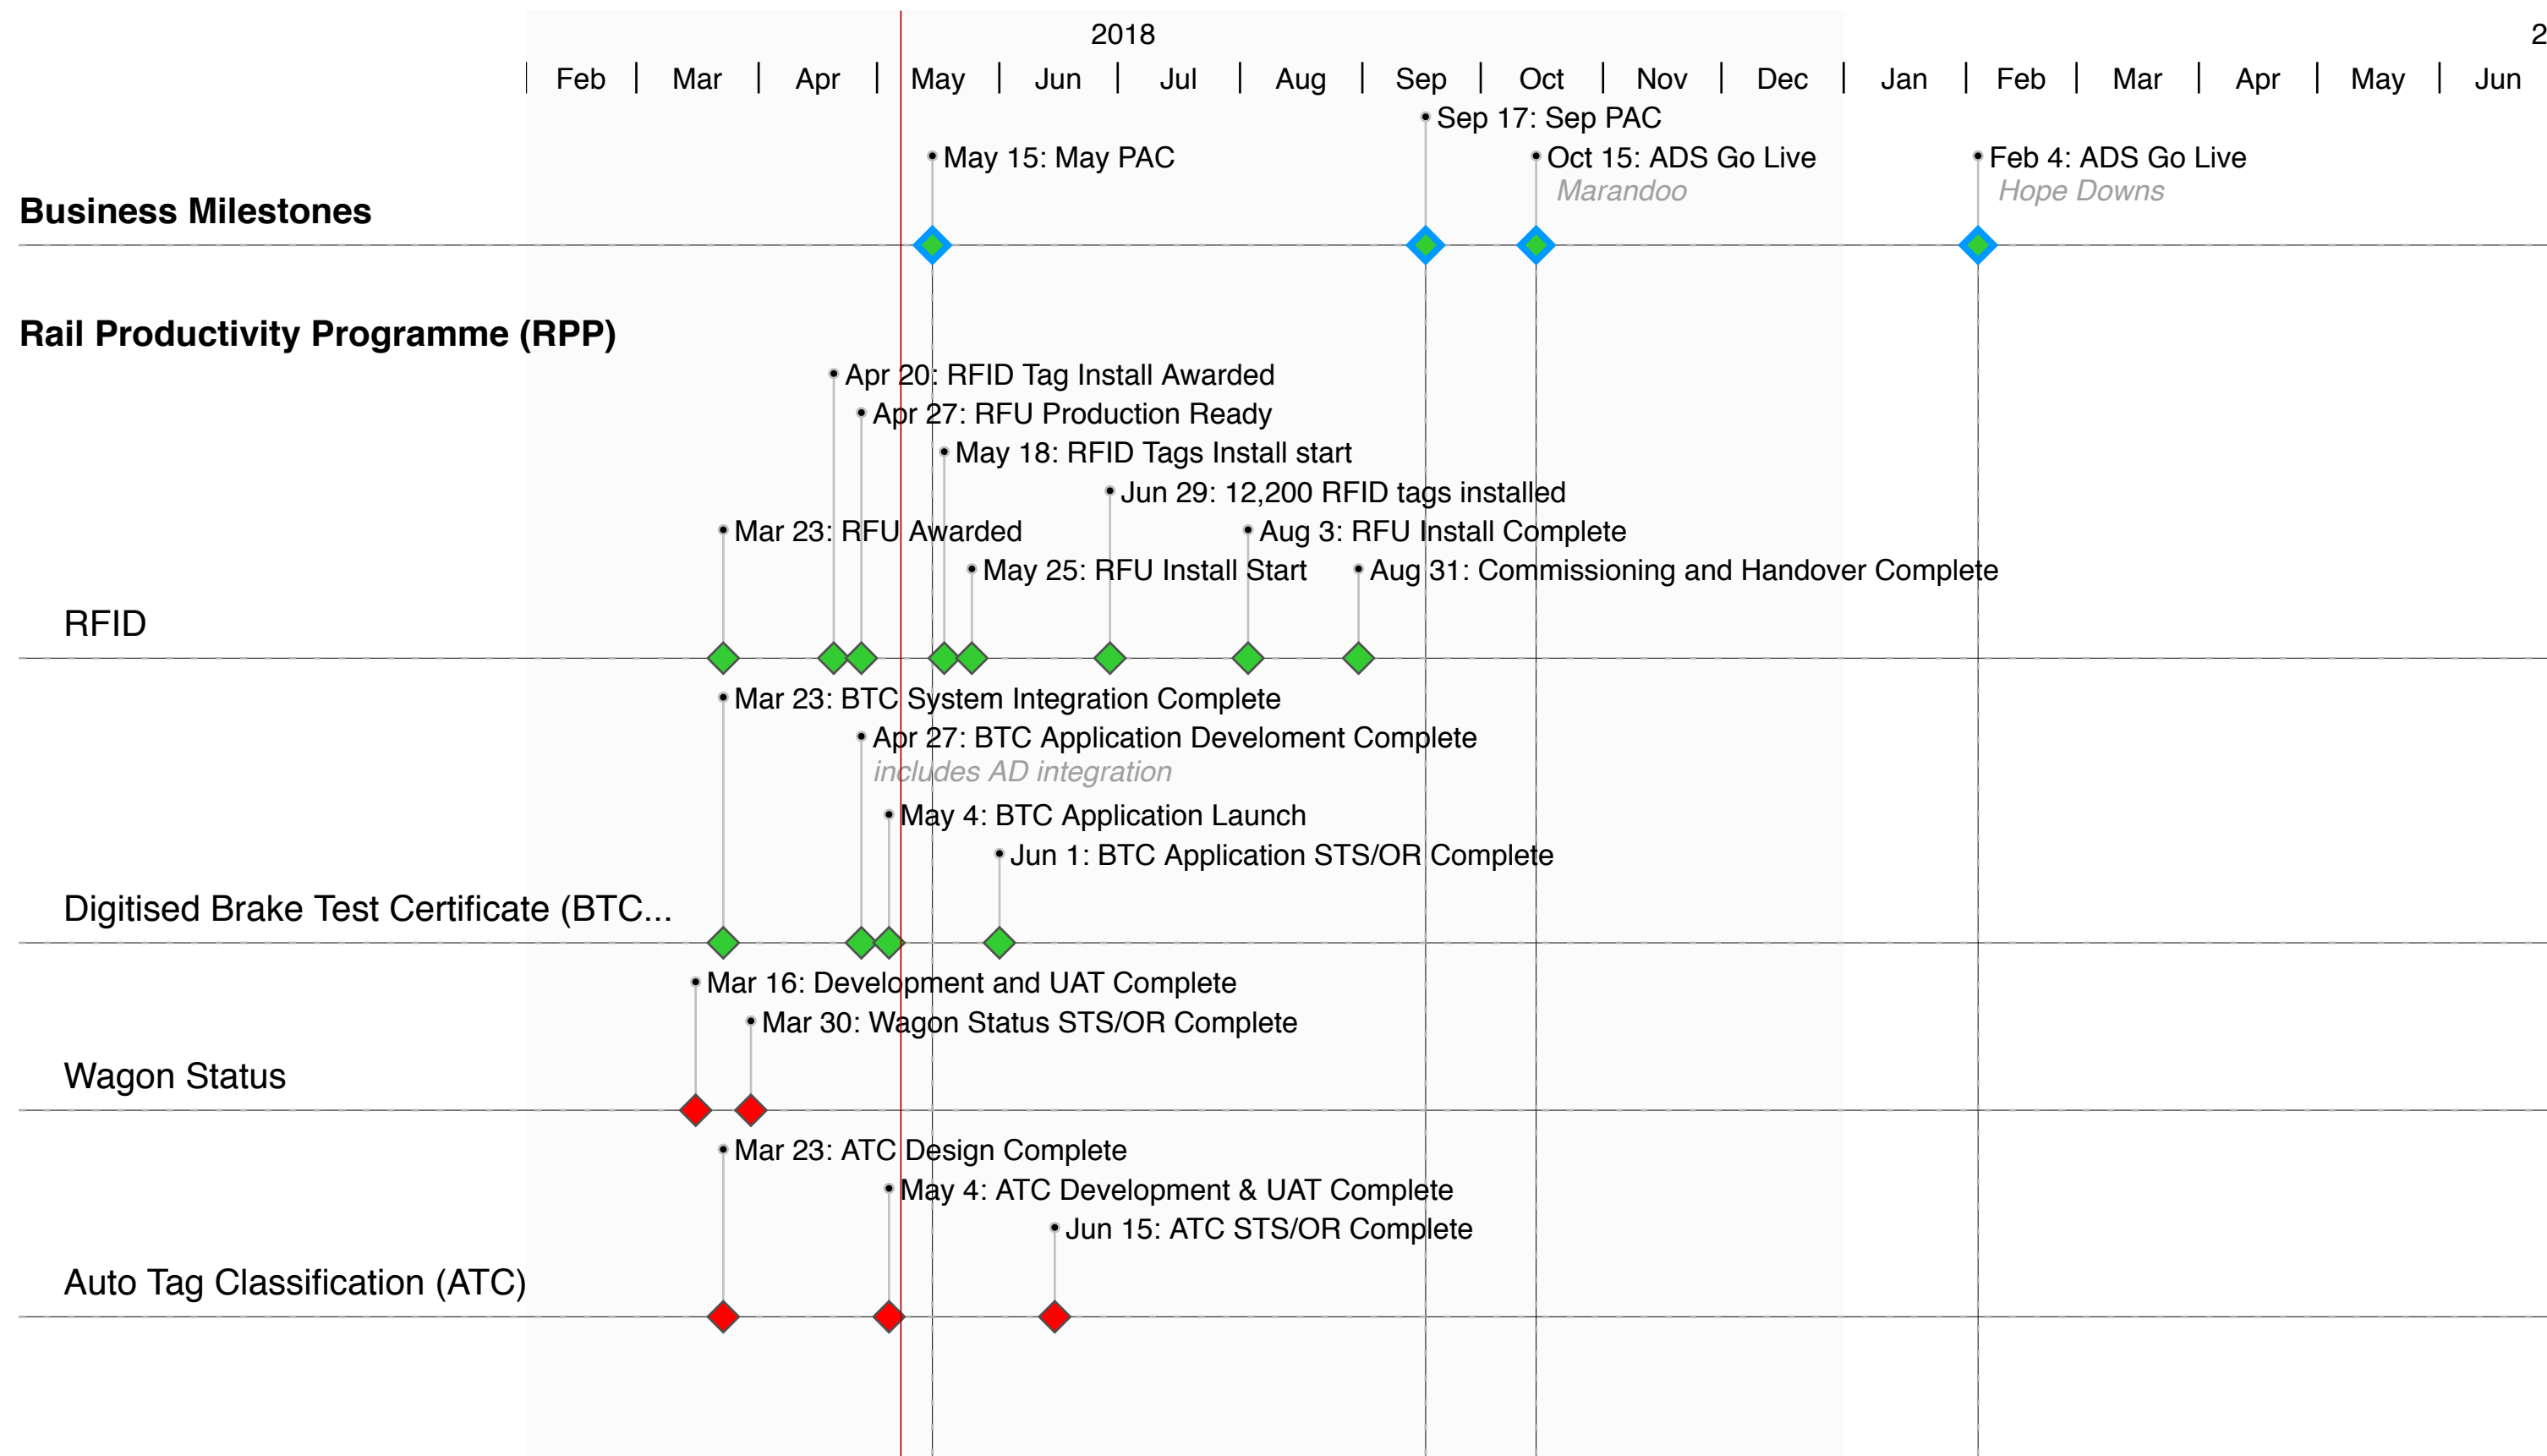 2018
2
Feb Mar Apr May Jun Jul Aug Sep Oct Nov Dec Jan Feb Mar Apr May Jun
Sep 17: Sep PAC
May 15: May PAC
Oct 15: ADS Go Live
Marandoo
Feb 4: ADS Go Live
Hope Downs
Business Milestones
Rail Productivity Programme (RPP)
Apr 20: RFID Tag Install Awarded
Apr 27: RFU Production Ready
May 18: RFID Tags Install start
Jun 29: 12,200 RFID tags installed
Mar 23: RFU Awarded
Aug 3: RFU Install Complete
May 25: RFU Install Start
Aug 31: Commissioning and Handover Complete
RFID
Mar 23: BTC System Integration Complete
Apr 27: BTC Application Develoment Complete
includes AD integration
May 4: BTC Application Launch
Jun 1: BTC Application STS/OR Complete
Digitised Brake Test Certificate (BTC...
Mar 16: Development and UAT Complete
Mar 30: Wagon Status STS/OR Complete
Wagon Status
Mar 23: ATC Design Complete
May 4: ATC Development & UAT Complete
Jun 15: ATC STS/OR Complete
Auto Tag Classification (ATC)